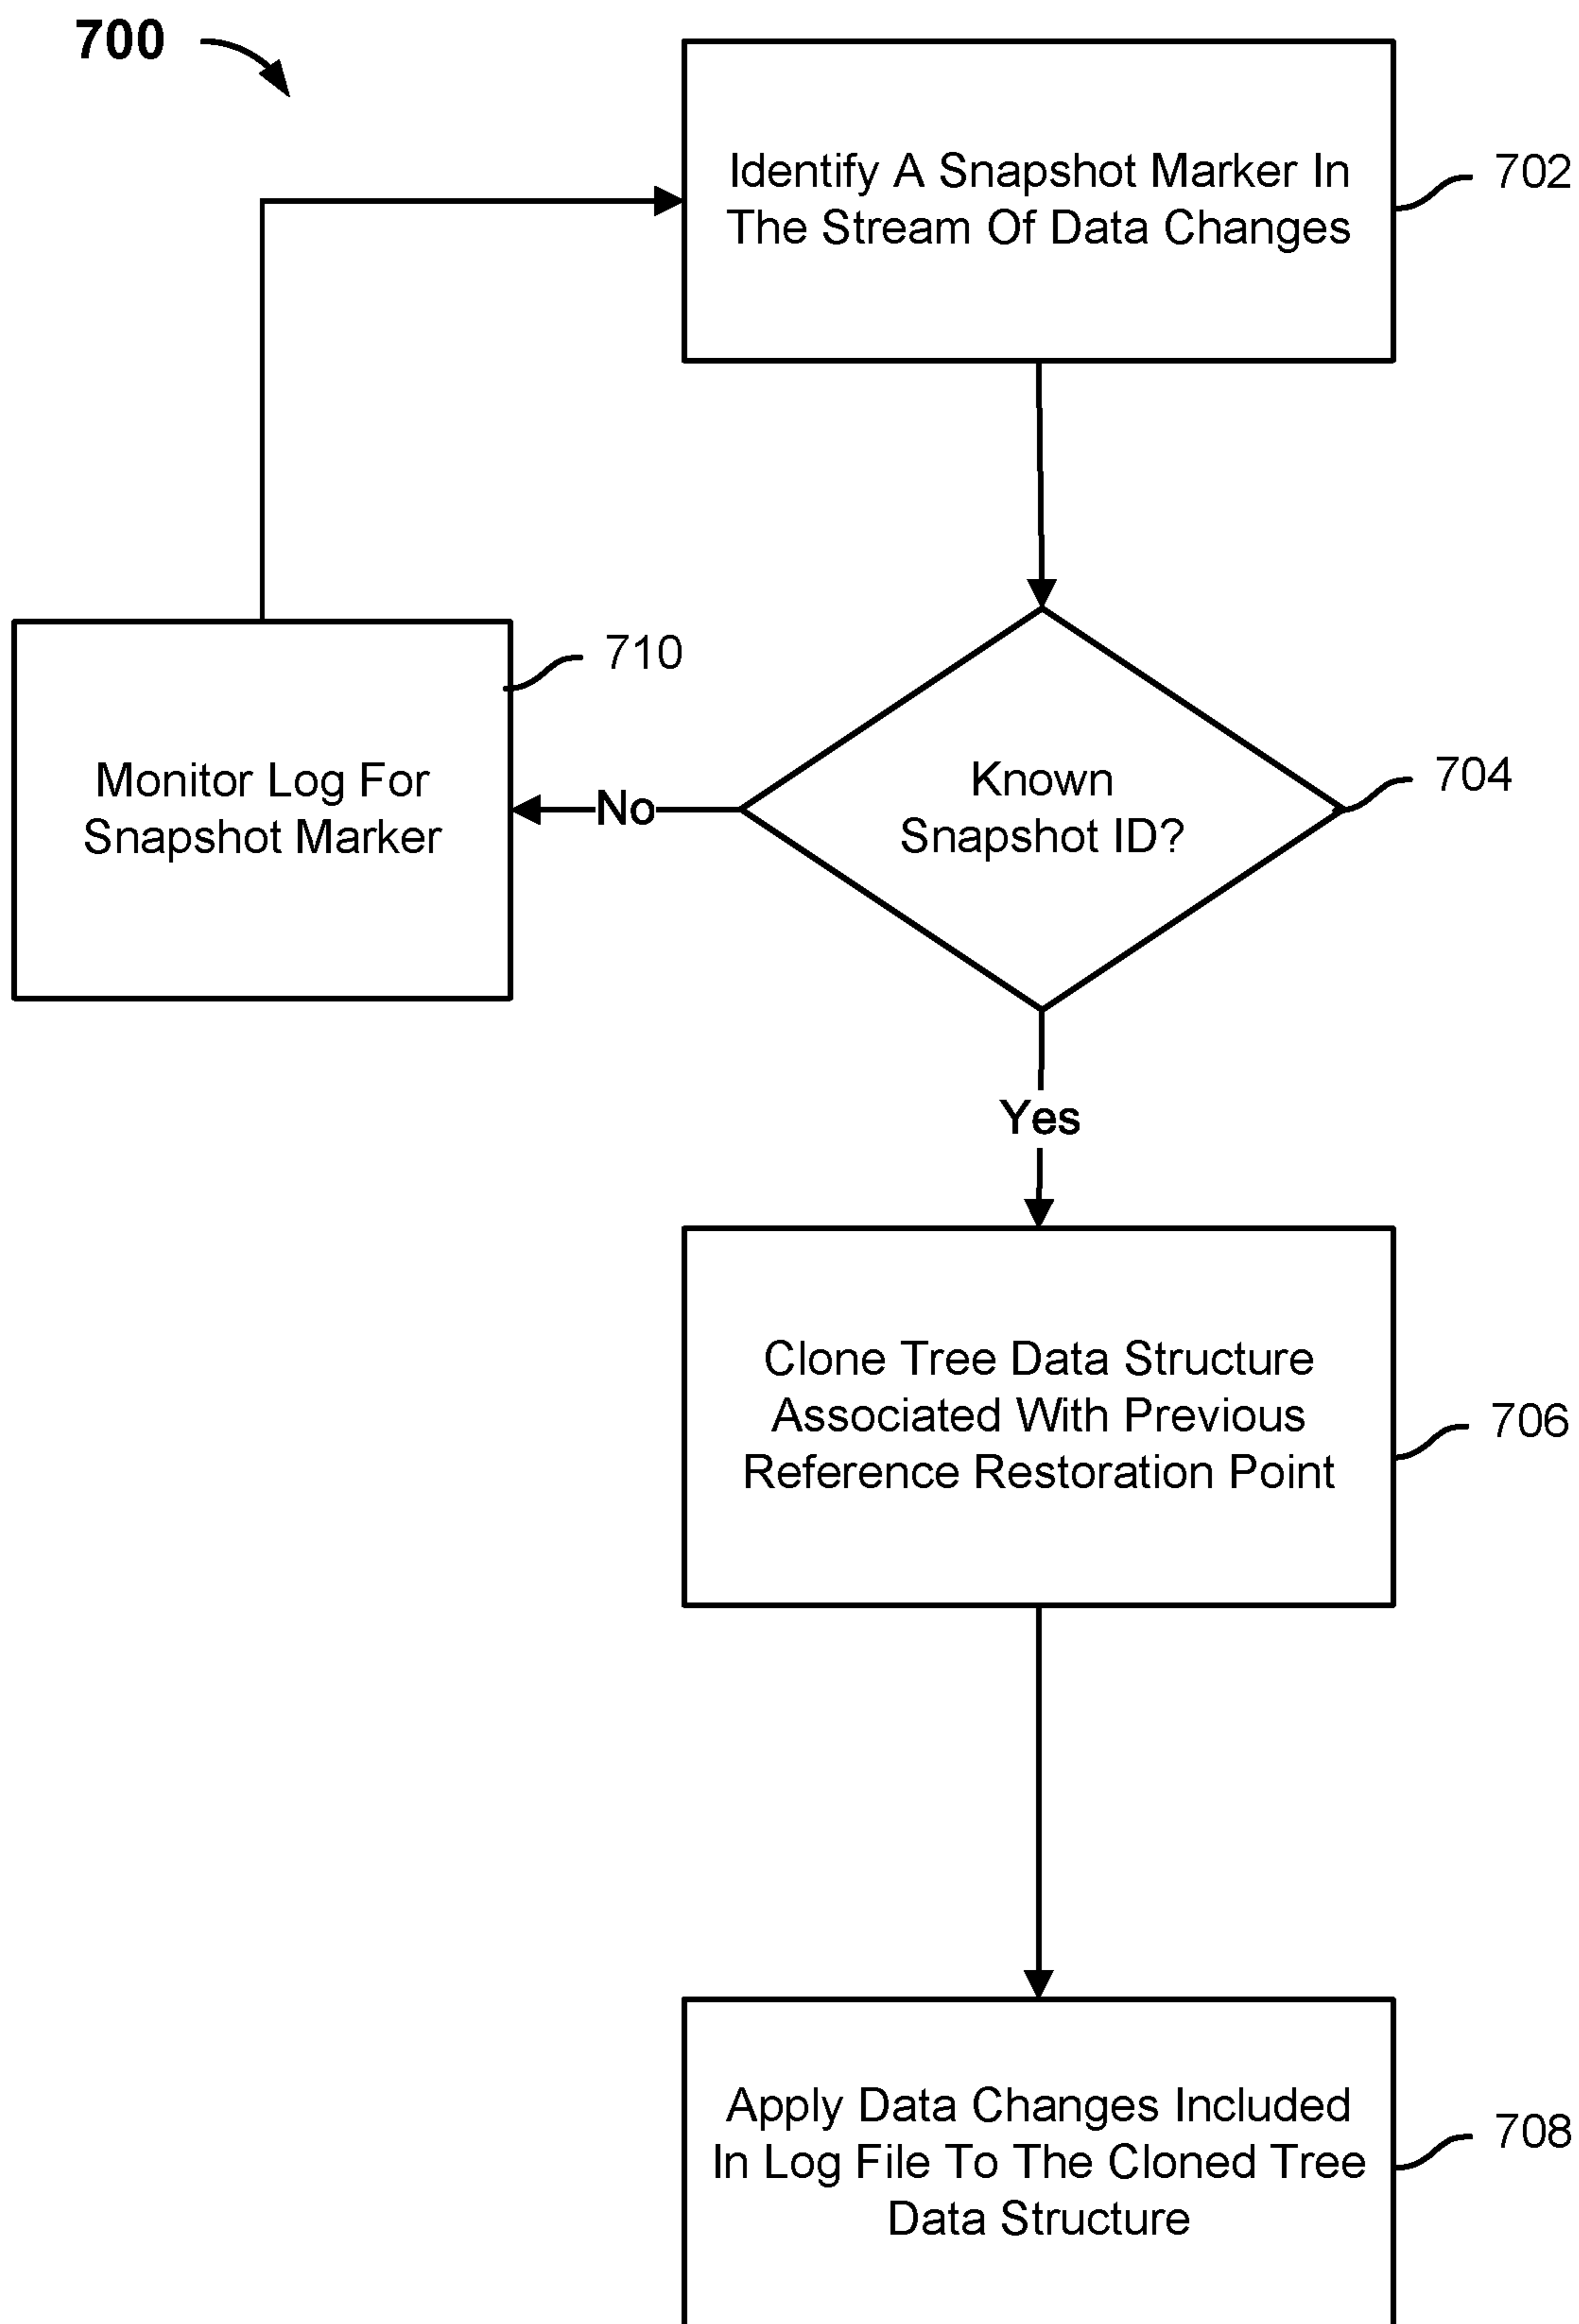 700
Identify A Snapshot Marker In
The Stream Of Data Changes
702
710
Monitor Log For
Snapshot Marker
No
Known
Snapshot ID?
704
Yes
Clone Tree Data Structure
Associated With Previous
Reference Restoration Point
706
Apply Data Changes Included
In Log File To The Cloned Tree
Data Structure
708